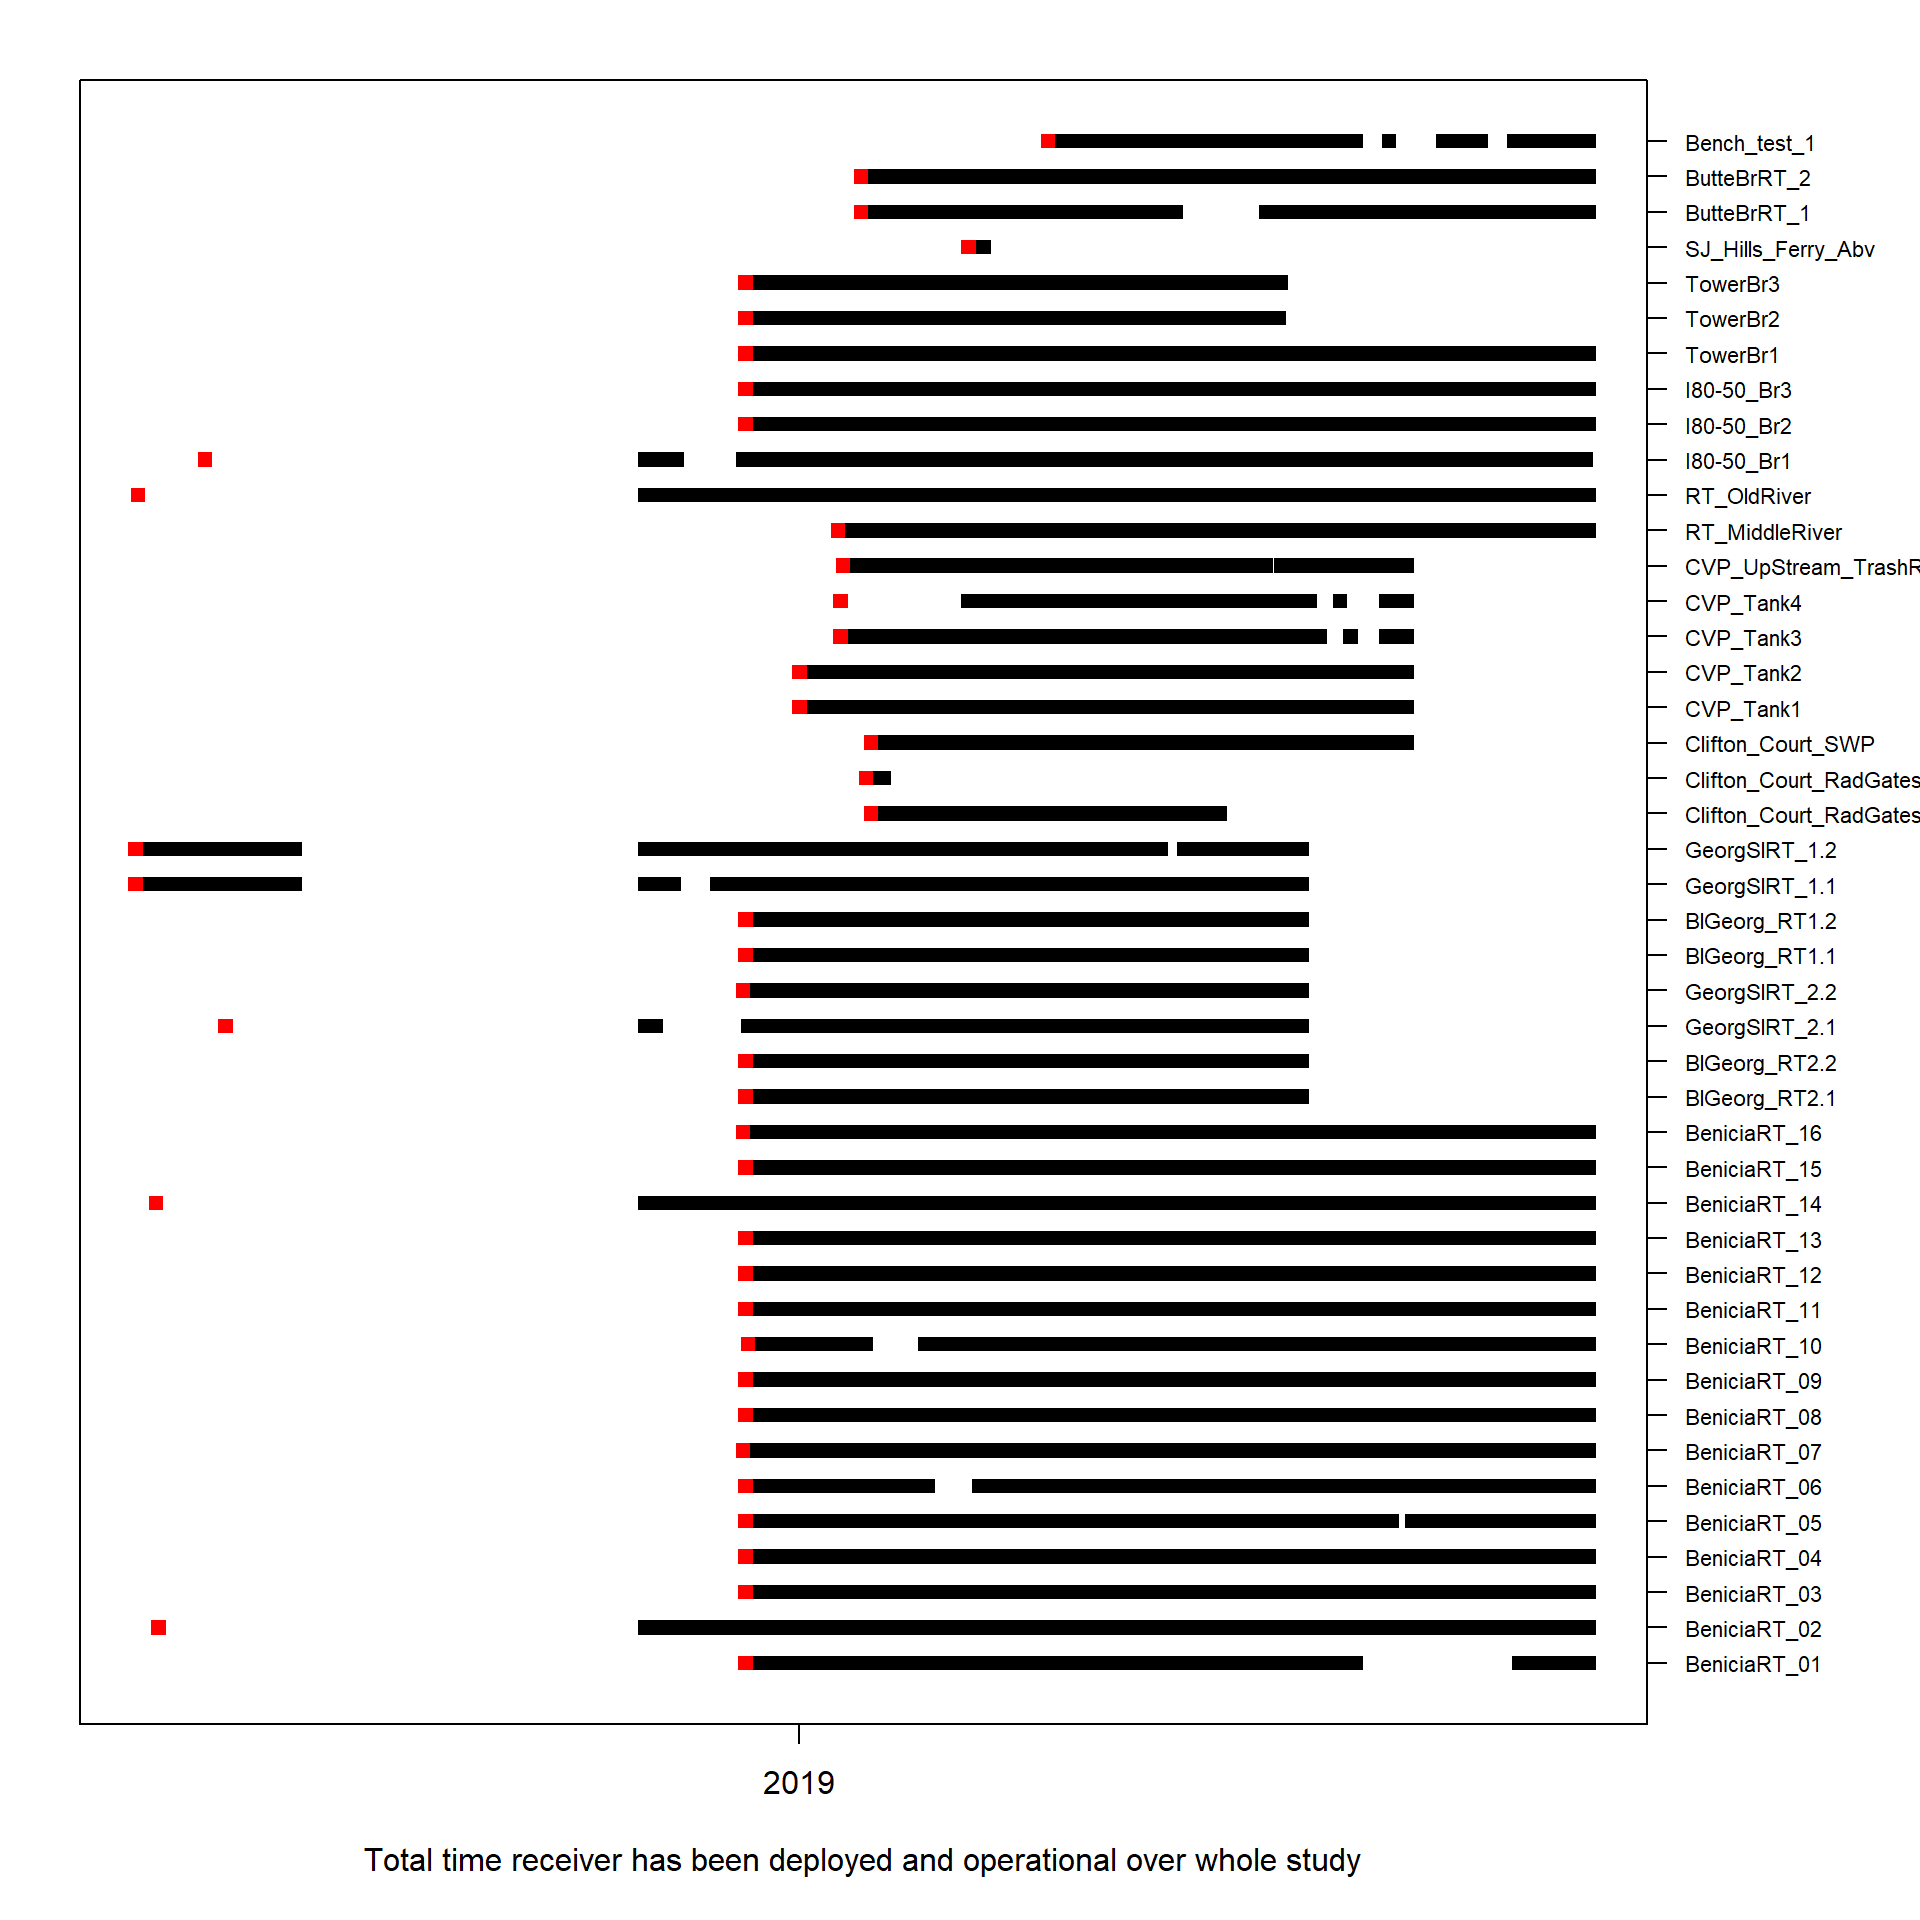 Bench_test_1
ButteBrRT_2
ButteBrRT_1
SJ_Hills_Ferry_Abv
TowerBr3
TowerBr2
TowerBr1
I80-50_Br3
I80-50_Br2
I80-50_Br1
RT_OldRiver
RT_MiddleRiver
CVP_UpStream_TrashR
CVP_Tank4
CVP_Tank3
CVP_Tank2
CVP_Tank1
Clifton_Court_SWP
Clifton_Court_RadGates
Clifton_Court_RadGates
GeorgSlRT_1.2
GeorgSlRT_1.1
BlGeorg_RT1.2
BlGeorg_RT1.1
GeorgSlRT_2.2
GeorgSlRT_2.1
BlGeorg_RT2.2
BlGeorg_RT2.1
BeniciaRT_16
BeniciaRT_15
BeniciaRT_14
BeniciaRT_13
BeniciaRT_12
BeniciaRT_11
BeniciaRT_10
BeniciaRT_09
BeniciaRT_08
BeniciaRT_07
BeniciaRT_06
BeniciaRT_05
BeniciaRT_04
BeniciaRT_03
BeniciaRT_02
BeniciaRT_01
2019
Total time receiver has been deployed and operational over whole study